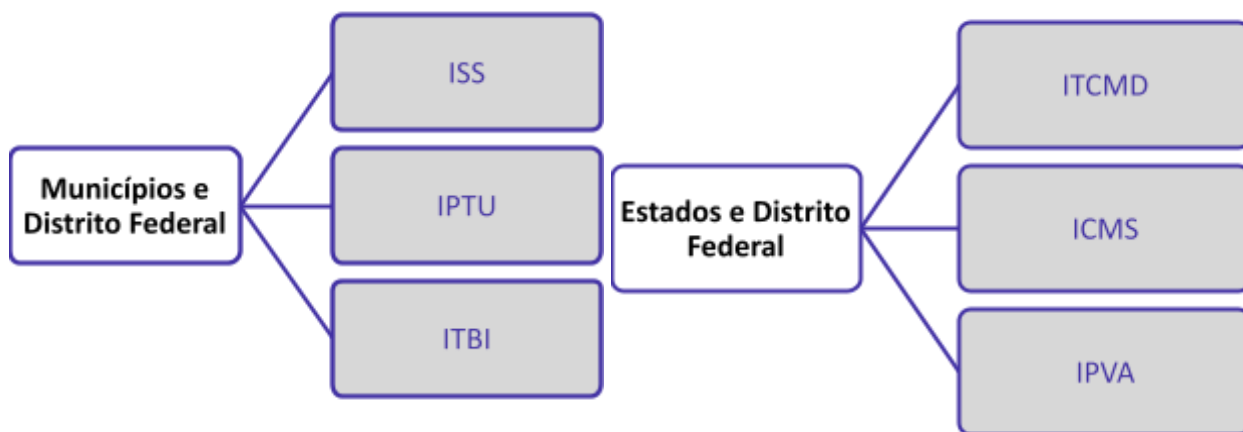 Municípios e
Distrito Federal
ISS
IPTU
ITBI
Estados e Distrito
Federal
ITCMD
ICMS
IPVA